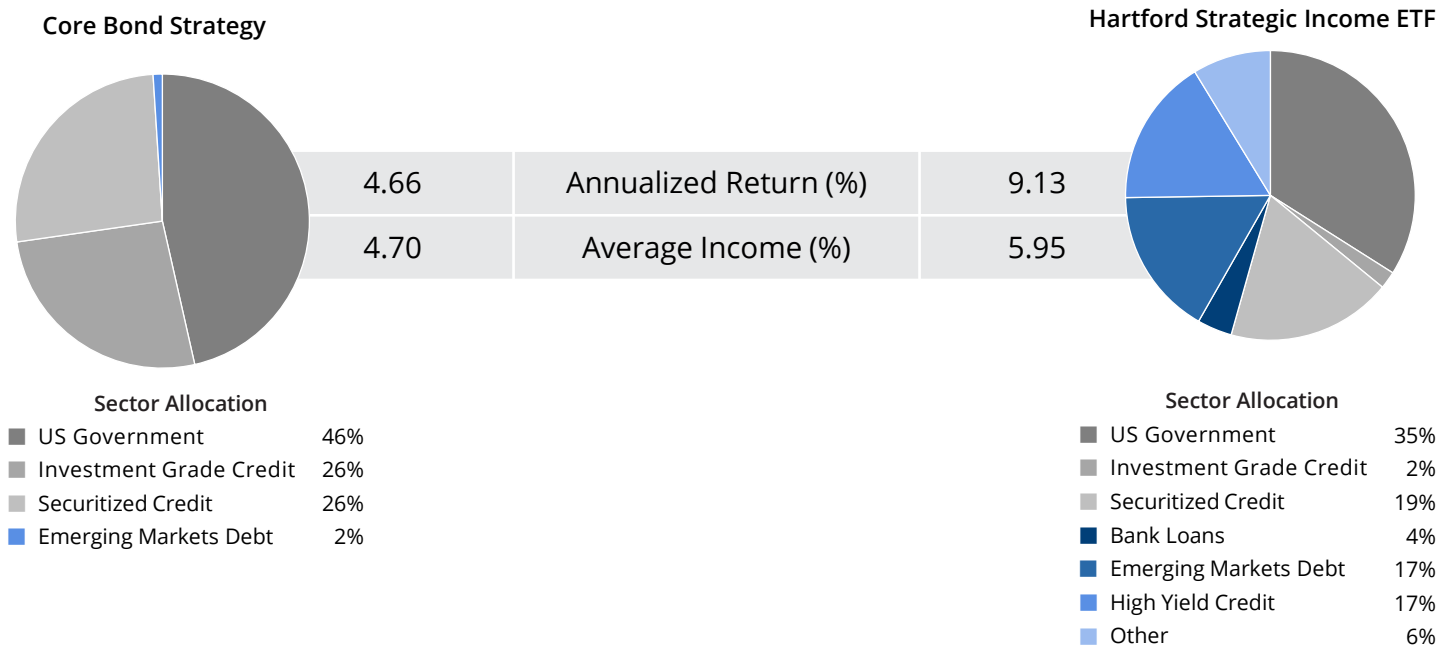 Core Bond Strategy
Hartford Strategic Income ETF
4.66 Annualized Return (%) 9.13
4.70 Average Income (%) 5.95
Sector Allocation
US Government 46%
Investment Grade Credit 26%
Securitized Credit 26%
Emerging Markets Debt 2%
Sector Allocation
US Government 35%
Investment Grade Credit 2%
Securitized Credit 19%
Bank Loans 4%
Emerging Markets Debt 17%
High Yield Credit 17%
Other 6%